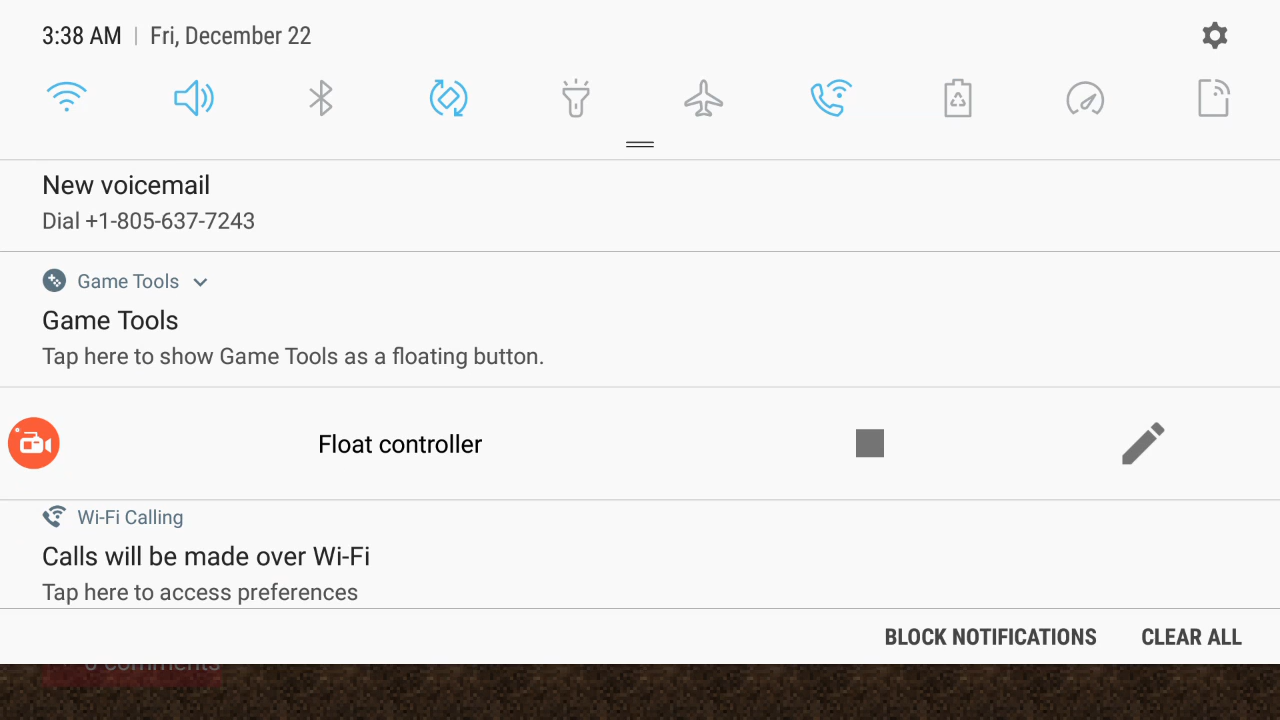 3:38 AM | Fri, December 22
New voicemail
Dial +1-805-637-7243
Game Tools
Game Tools
Tap here to show Game Tools as a floating button.
Float controller
Wi-Fi Calling
Calls will be made over Wi-Fi
Tap here to access preferences
BLOCK NOTIFICATIONS CLEAR ALL
comments